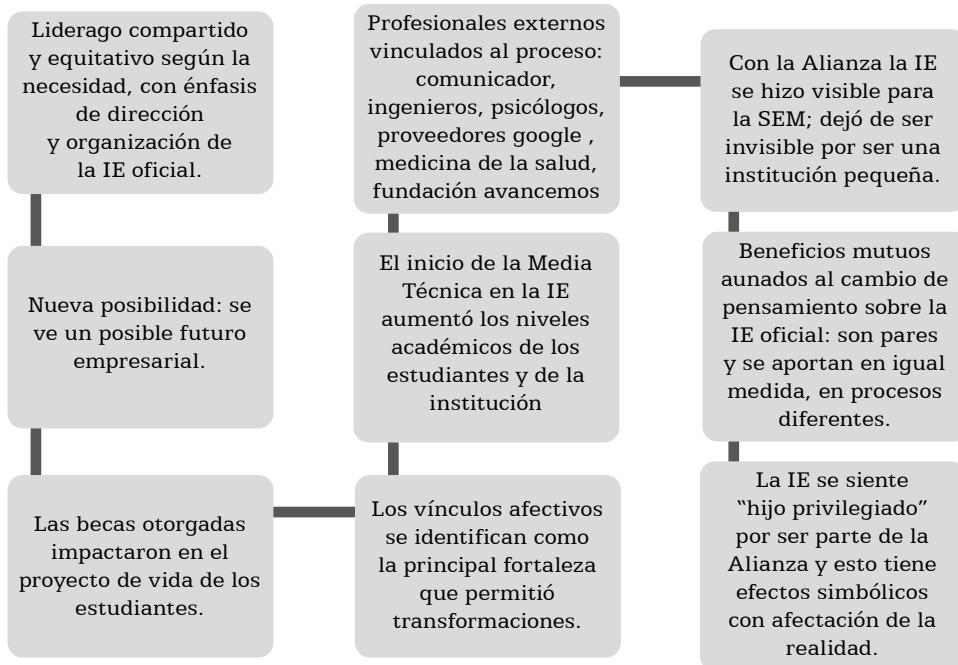 Liderago compartido
y equitativo según la
necesidad, con énfasis
de dirección
y organización de
la IE oficial.
Nueva posibilidad: se
ve un posible futuro
empresarial.
Las becas otorgadas
impactaron en el
proyecto de vida de los
estudiantes.
Los vínculos afectivos
se identifican como
la principal fortaleza
que permitió
transformaciones.
El inicio de la Media
Técnica en la IE
aumentó los niveles
académicos de los
estudiantes y de la
institución
Profesionales externos
vinculados al proceso:
comunicador,
ingenieros, psicólogos,
proveedores google ,
medicina de la salud,
fundación avancemos
Con la Alianza la IE
se hizo visible para
la SEM; dejó de ser
invisible por ser una
institución pequeña.
Beneficios mutuos
aunados al cambio de
pensamiento sobre la
IE oficial: son pares
y se aportan en igual
medida, en procesos
diferentes.
La IE se siente
“hijo privilegiado”
por ser parte de la
Alianza y esto tiene
efectos simbólicos
con afectación de la
realidad.